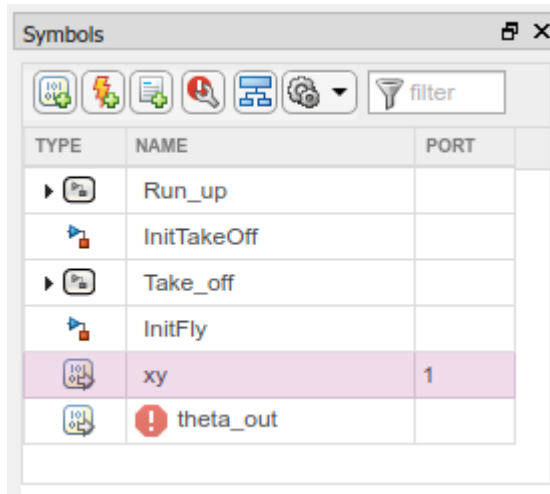 Symbols
filter
TYPE NAME PORT
Run_up
InitTakeOff
Take_off
InitFly
xy 1
theta_out